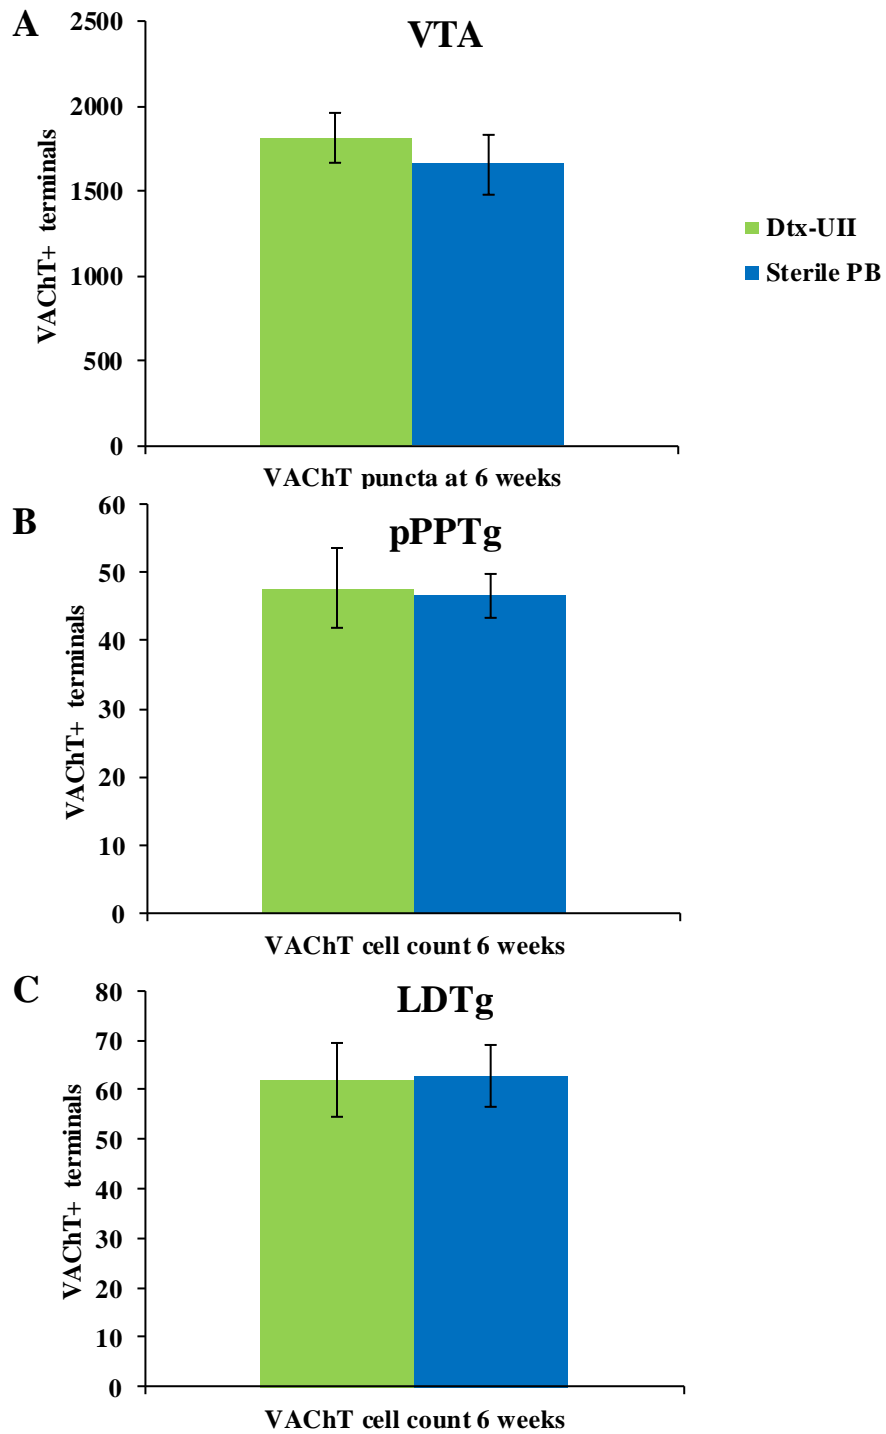 A
VTA
2500
2000
1500
1000
500
0
VAChT+ terminals
VAChT puncta at 6 weeks
Dtx-UII
Sterile PB
B
pPPTg
60
50
40
30
20
10
0
VAChT+ terminals
VAChT cell count 6 weeks
C
LDTg
80
70
60
50
40
30
20
10
0
VAChT+ terminals
VAChT cell count 6 weeks